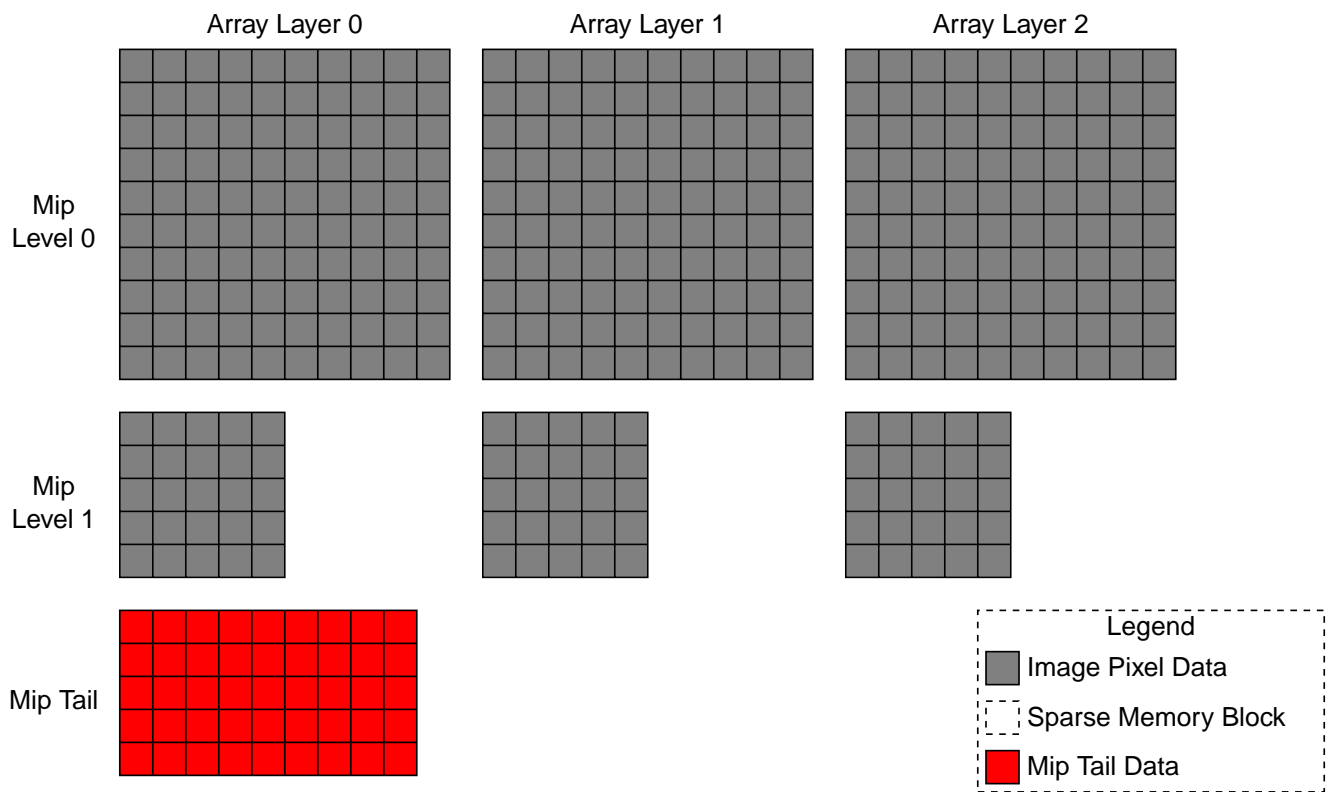 Array Layer 0
Array Layer 1
Array Layer 2
Mip
Level 0
Mip
Level 1
Mip Tail
Legend
Image Pixel Data
Sparse Memory Block
Mip Tail Data